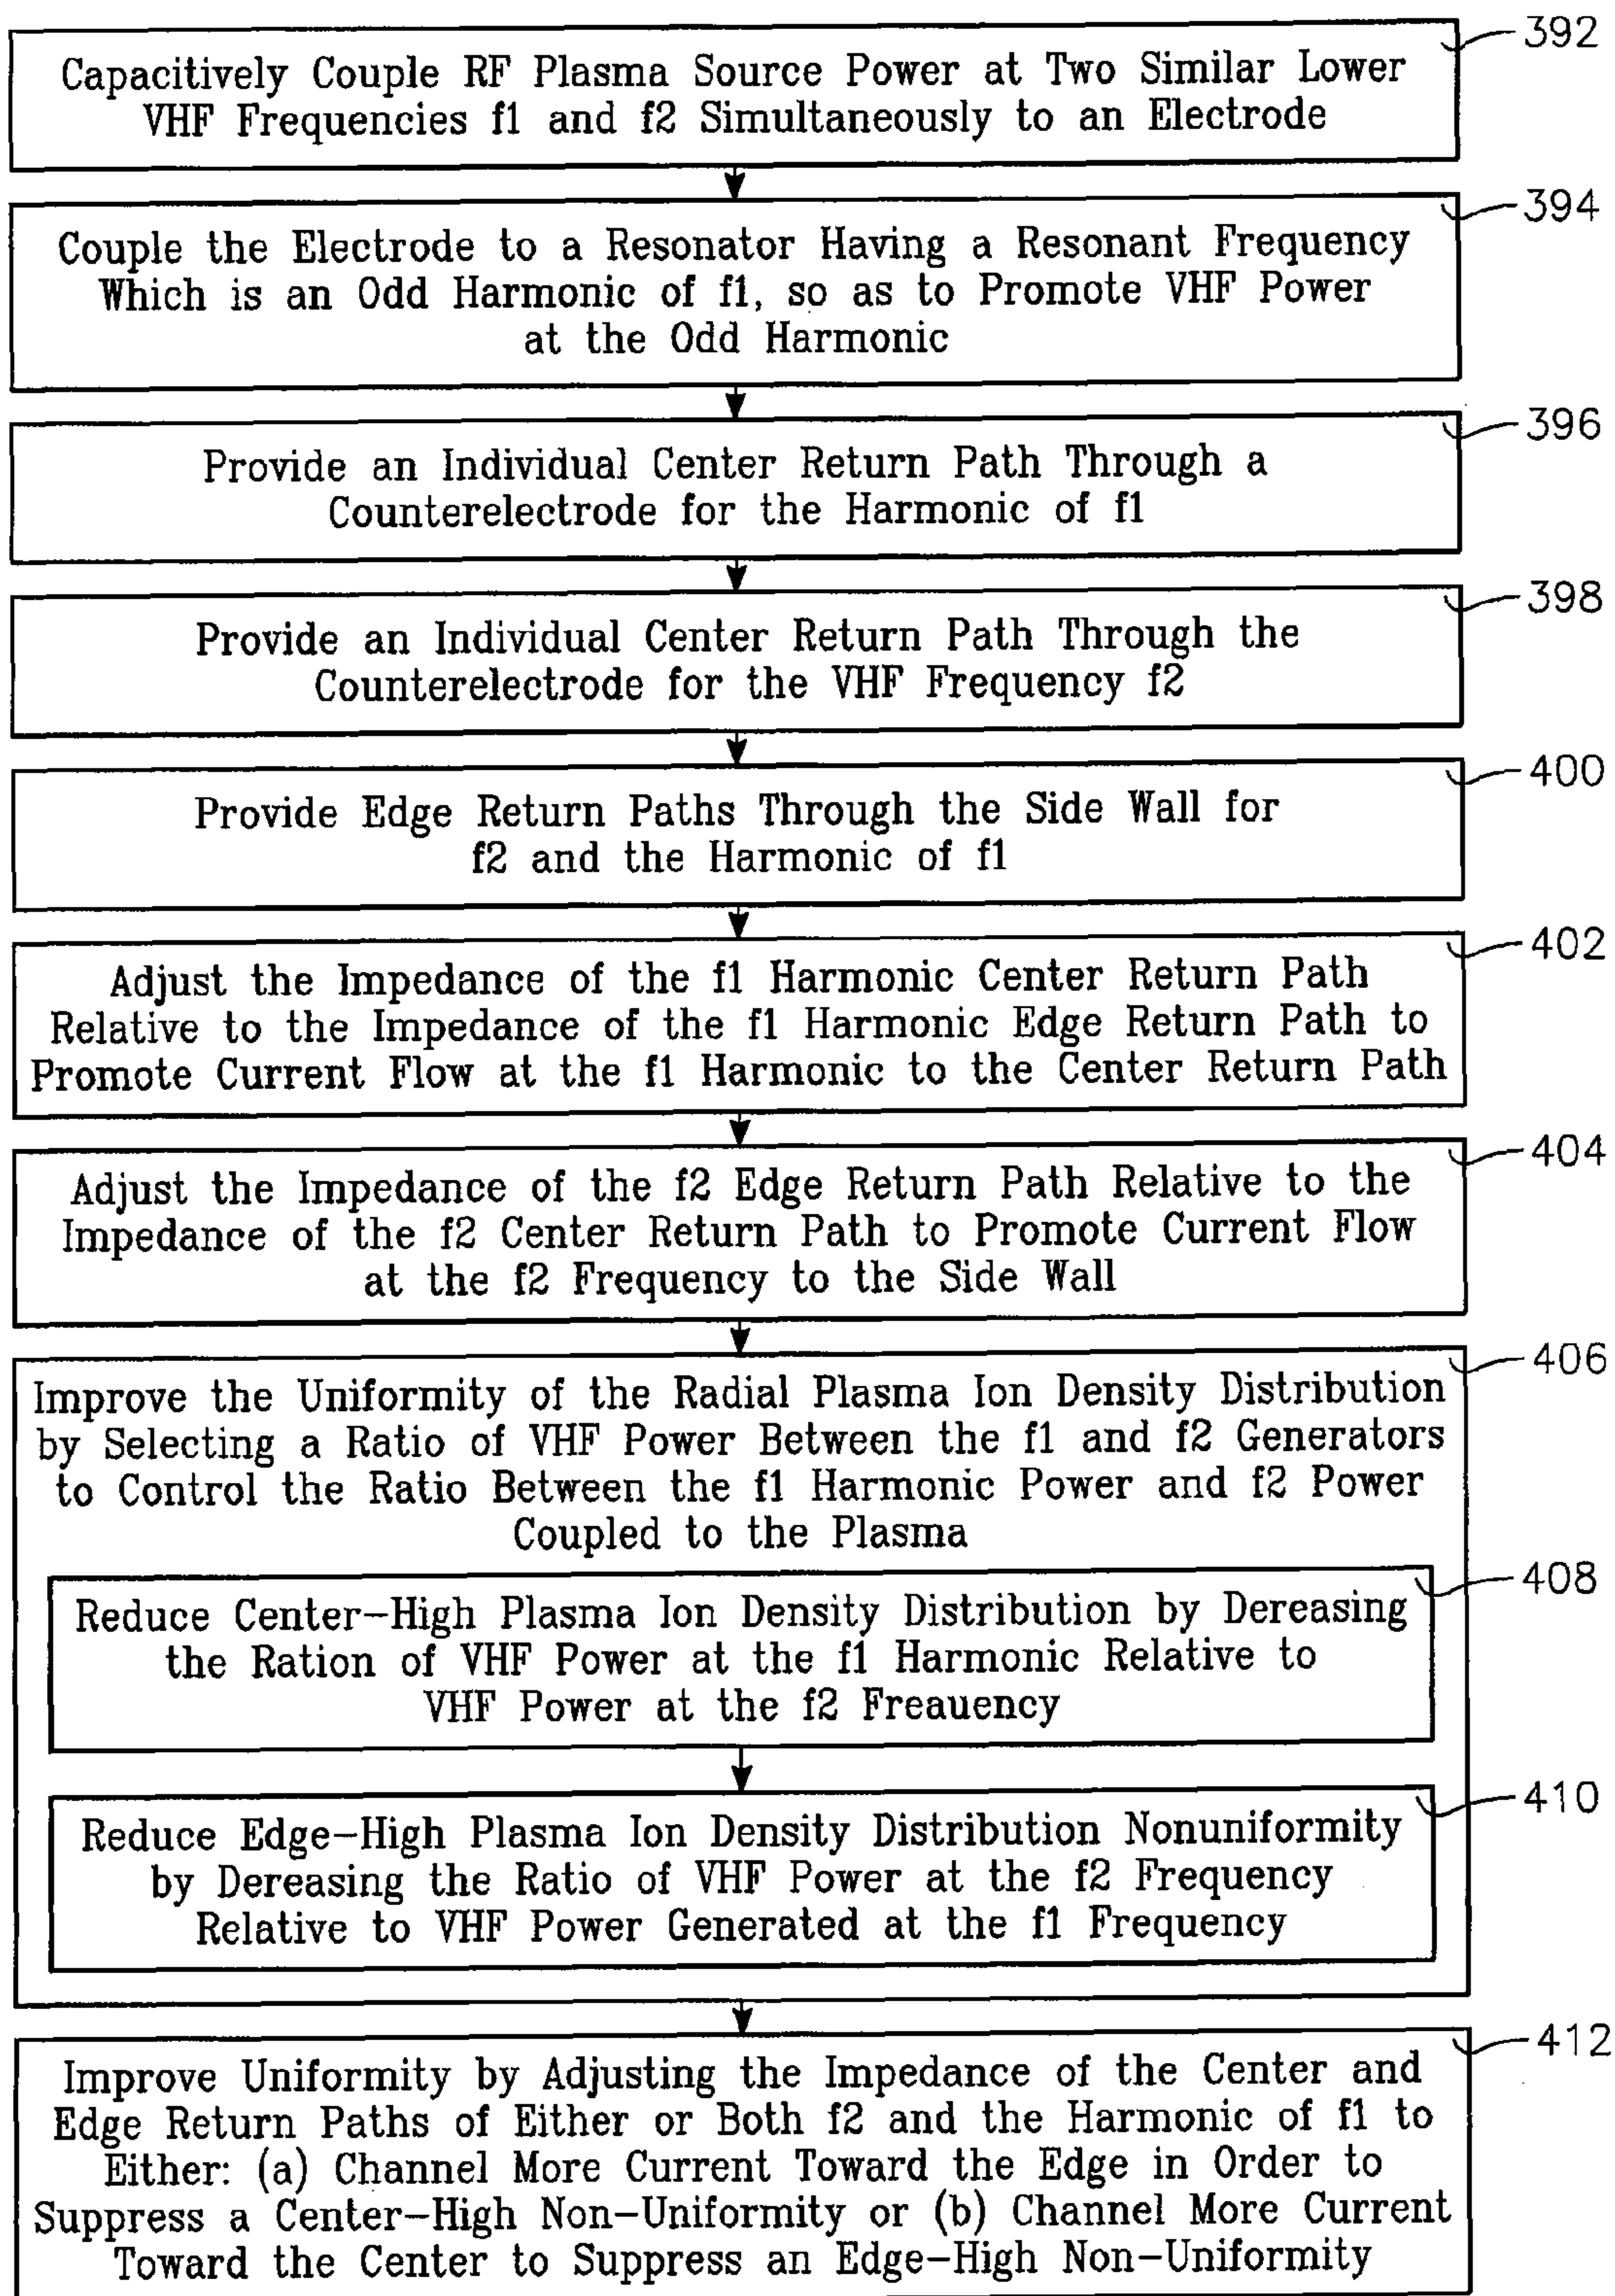 392
Capacitively Couple RF Plasma Source Power at Two Similar Lower
VHF Frequencies f1 and f2 Simultaneously to an Electrode
394
Couple the Electrode to a Resonator Having a Resonant Frequency
Which is an Odd Harmonic of f1, so as to Promote VHF Power
at the Odd Harmonic
396
Provide an Individual Center Return Path Through a
Counterelectrode for the Harmonic of f1
398
Provide an Individual Center Return Path Through the
Counterelectrode for the VHF Frequency f2
400
Provide Edge Return Paths Through the Side Wall for
f2 and the Harmonic of f1
402
Adjust the Impedance of the f1 Harmonic Center Return Path
Relative to the Impedance of the f1 Harmonic Edge Return Path to
Promote Current Flow at the f1 Harmonic to the Center Return Path
404
Adjust the Impedance of the f2 Edge Return Path Relative to the
Impedance of the f2 Center Return Path to Promote Current Flow
at the f2 Frequency to the Side Wall
406
Improve the Uniformity of the Radial Plasma Ion Density Distribution
by Selecting a Ratio of VHF Power Between the f1 and f2 Generators
to Control the Ratio Between the f1 Harmonic Power and f2 Power
Coupled to the Plasma
408
Reduce Center-High Plasma Ion Density Distribution by Dereasing
the Ration of VHF Power at the f1 Harmonic Relative to
VHF Power at the f2 Freauency
410
Reduce Edge-High Plasma Ion Density Distribution Nonuniformity
by Dereasing the Ratio of VHF Power at the f2 Frequency
Relative to VHF Power Generated at the f1 Frequency
412
Improve Uniformity by Adjusting the Impedance of the Center and
Edge Return Paths of Either or Both f2 and the Harmonic of f1 to
Either: (a) Channel More Current Toward the Edge in Order to
Suppress a Center-High Non-Uniformity or (b) Channel More Current
Toward the Center to Suppress an Edge-High Non-Uniformity